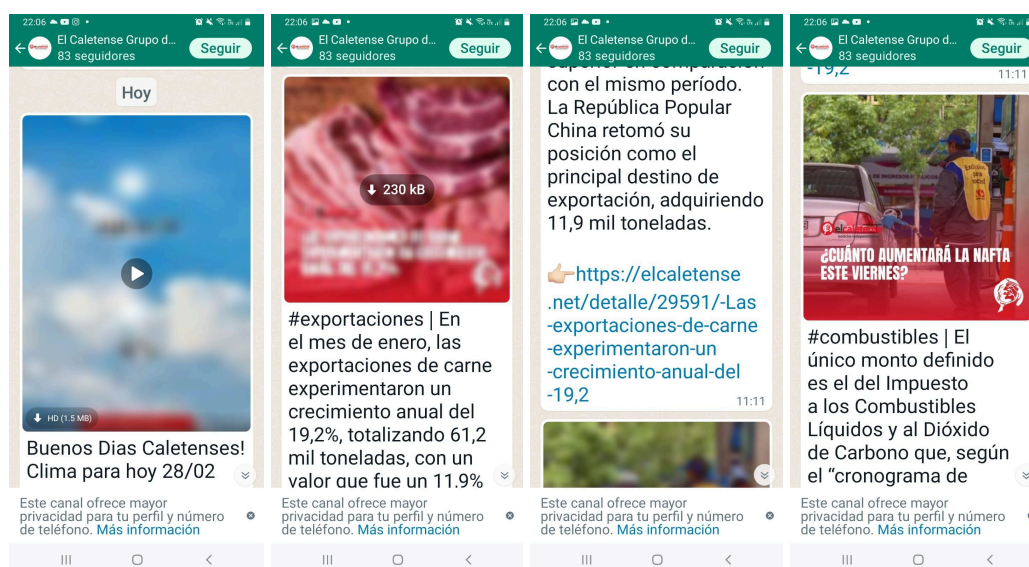 22:06
El Caletense Grupo d...
83 seguidores
Seguir
Hoy
HD (1.5 MB)
Buenos Dias Caletenses!
Clima para hoy 28/02
Este canal ofrece mayor
privacidad para tu perfil y número
de teléfono. Más información
22:06
El Caletense Grupo d...
83 seguidores
Seguir
230 kB
#exportaciones | En
el mes de enero, las
exportaciones de carne
experimentaron un
crecimiento anual del
19,2%, totalizando 61,2
mil toneladas, con un
valor que fue un 11.9%
Este canal ofrece mayor
privacidad para tu perfil y número
de teléfono. Más información
22:06
El Caletense Grupo d...
83 seguidores
Seguir
con el mismo período.
La República Popular
China retomó su
posición como el
principal destino de
exportación, adquiriendo
11,9 mil toneladas.
https://elcaletense
.net/detalle/29591/-Las
-exportaciones-de-carne
-experimentaron-un
-crecimiento-anual-del
-19,2
11:11
Este canal ofrece mayor
privacidad para tu perfil y número
de teléfono. Más información
22:06
El Caletense Grupo d...
83 seguidores
Seguir
-19,2
11:11
elcaletense
¿CUÁNTO AUMENTARÁ LA NAFTA
ESTE VIERNES?
#combustibles | El
único monto definido
es el del Impuesto
a los Combustibles
Líquidos y al Dióxido
de Carbono que, según
el “cronograma de
Este canal ofrece mayor
privacidad para tu perfil y número
de teléfono. Más información